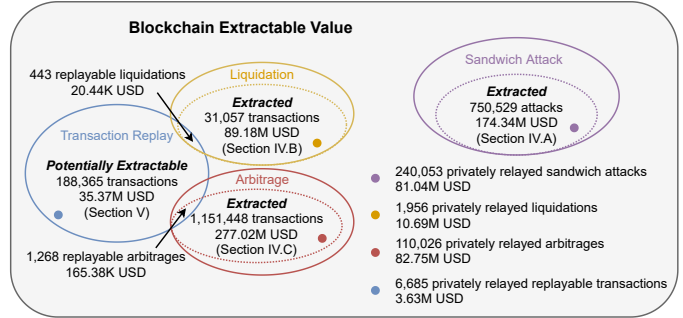 Blockchain Extractable Value
443 replayable liquidations
20.44K USD
Liquidation
Extracted
31,057 transactions
89.18M USD
(Section IV.B)
Sandwich Attack
Extracted
750,529 attacks
174.34M USD
(Section IV.A)
Transaction Replay
Potentially Extractable
188,365 transactions
35.37M USD
(Section V)
Arbitrage
Extracted
1,151,448 transactions
277.02M USD
(Section IV.C)
1,268 replayable arbitrages
165.38K USD
240,053 privately relayed sandwich attacks
81.04M USD
1,956 privately relayed liquidations
10.69M USD
110,026 privately relayed arbitrages
82.75M USD
6,685 privately relayed replayable transactions
3.63M USD